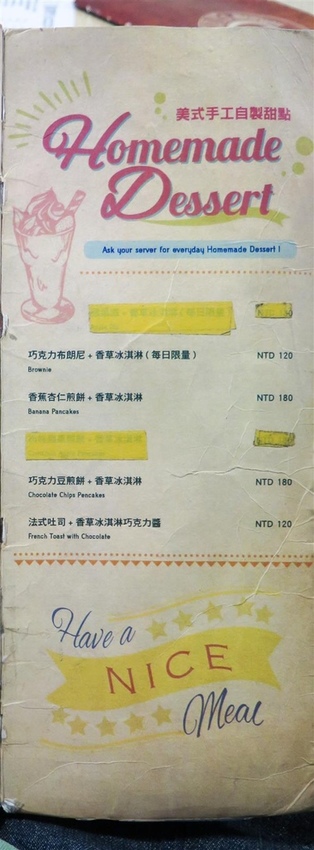 美式手工自製甜點
Homemade
Dessert
Ask your server for everyday Homemade Dessert !
巧克力布朗尼 + 香草冰淇淋 ( 每日限量 ) NTD 120
Brownie
香蕉杏仁煎餅 + 香草冰淇淋 NTD 180
Banana Pancakes
巧克力豆煎餅 + 香草冰淇淋 NTD 180
Chocolate Chips Pencakes
法式吐司 + 香草冰淇淋巧克力醬 NTD 120
French Toast with Chocolate
Have a
NICE
Meal